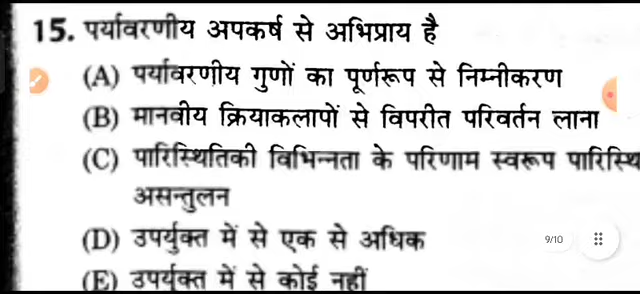 15. पर्यावरणीय अपकर्ष से अभिप्राय है
(A) पर्यावरणीय गुणों का पूर्णरूप से निम्नीकरण
(B) मानवीय क्रियाकलापों से विपरीत परिवर्तन लाना
(C) पारिस्थितिकी विभिन्नता के परिणाम स्वरूप पारिस्थि
असन्तुलन
(D) उपर्युक्त में से एक से अधिक
9/10
(E) उपर्युक्त में से कोई नहीं